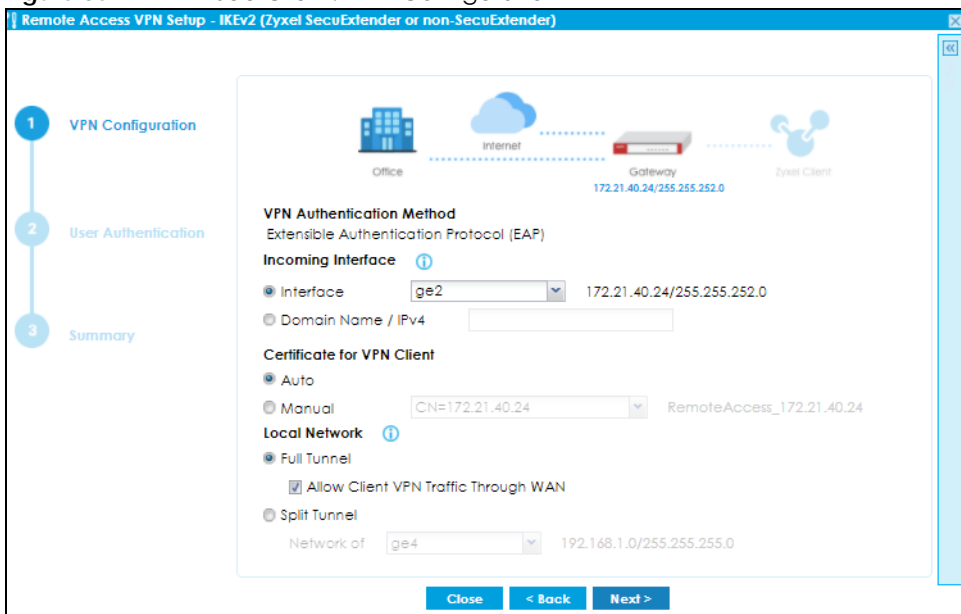 Remote Access VPN Setup - IKEv2 (Zyxel SecuExtender or non-SecuExtender)
1 VPN Configuration
2 User Authentication
3 Summary
Office
Internet
Gateway
172.21.40.24/255.255.252.0
Zyxel Client
VPN Authentication Method
Extensible Authentication Protocol (EAP)
Incoming Interface
Interface ge2 172.21.40.24/255.255.252.0
Domain Name / IPv4
Certificate for VPN Client
Auto
Manual CN=172.21.40.24 RemoteAccess_172.21.40.24
Local Network
Full Tunnel
Allow Client VPN Traffic Through WAN
Split Tunnel
Network of ge4 192.168.1.0/255.255.255.0
Close < Back Next >